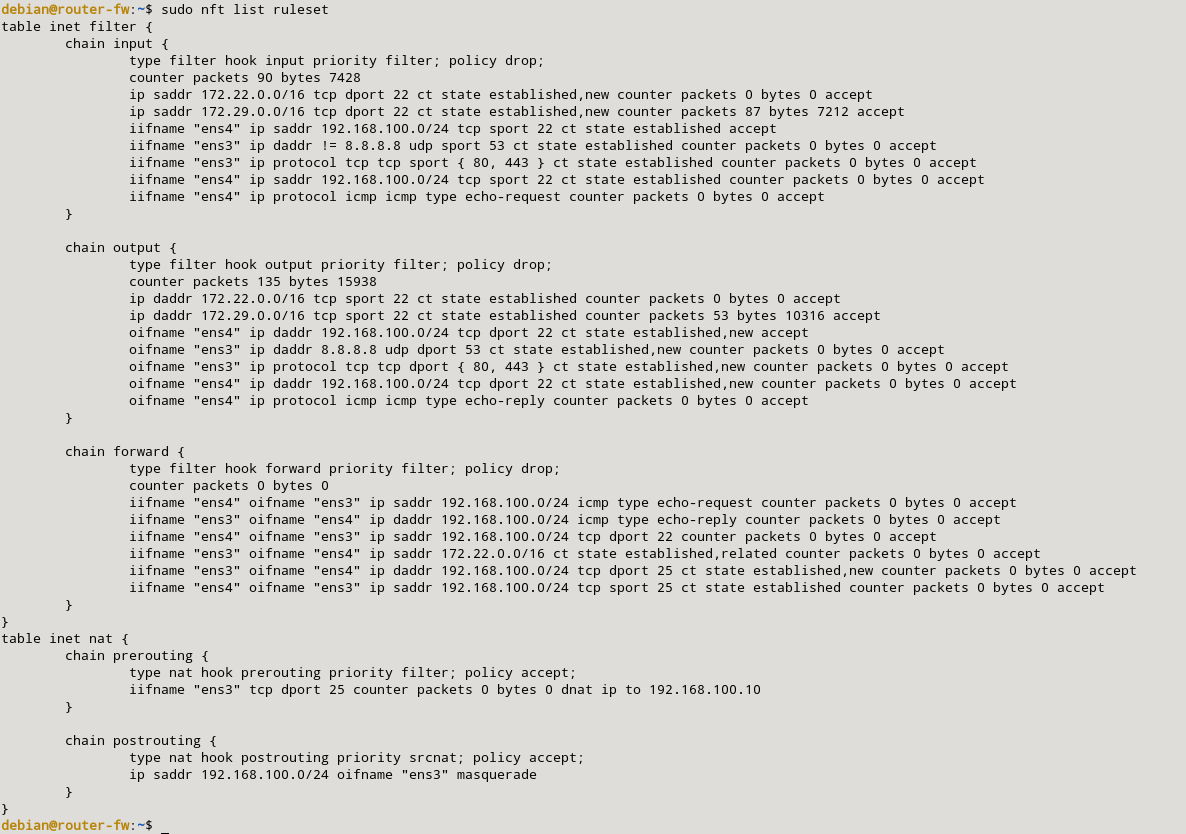 debian@router-fw:~$ sudo nft list ruleset
table inet filter {
        chain input {
                type filter hook input priority filter; policy drop;
                counter packets 90 bytes 7428
                ip saddr 172.22.0.0/16 tcp dport 22 ct state established,new counter packets 0 bytes 0 accept
                ip saddr 172.29.0.0/16 tcp dport 22 ct state established,new counter packets 87 bytes 7212 accept
                iifname "ens4" ip saddr 192.168.100.0/24 tcp sport 22 ct state established accept
                iifname "ens3" ip daddr != 8.8.8.8 udp sport 53 ct state established counter packets 0 bytes 0 accept
                iifname "ens3" ip protocol tcp tcp sport { 80, 443 } ct state established counter packets 0 bytes 0 accept
                iifname "ens4" ip saddr 192.168.100.0/24 tcp sport 22 ct state established counter packets 0 bytes 0 accept
                iifname "ens4" ip protocol icmp icmp type echo-request counter packets 0 bytes 0 accept
        }

        chain output {
                type filter hook output priority filter; policy drop;
                counter packets 135 bytes 15938
                ip daddr 172.22.0.0/16 tcp sport 22 ct state established counter packets 0 bytes 0 accept
                ip daddr 172.29.0.0/16 tcp sport 22 ct state established counter packets 53 bytes 10316 accept
                oifname "ens4" ip daddr 192.168.100.0/24 tcp dport 22 ct state established,new accept
                oifname "ens3" ip daddr 8.8.8.8 udp dport 53 ct state established,new counter packets 0 bytes 0 accept
                oifname "ens3" ip protocol tcp tcp dport { 80, 443 } ct state established,new counter packets 0 bytes 0 accept
                oifname "ens4" ip daddr 192.168.100.0/24 tcp dport 22 ct state established,new counter packets 0 bytes 0 accept
                oifname "ens4" ip protocol icmp icmp type echo-reply counter packets 0 bytes 0 accept
        }

        chain forward {
                type filter hook forward priority filter; policy drop;
                counter packets 0 bytes 0
                iifname "ens4" oifname "ens3" ip saddr 192.168.100.0/24 icmp type echo-request counter packets 0 bytes 0 accept
                iifname "ens3" oifname "ens4" ip daddr 192.168.100.0/24 icmp type echo-reply counter packets 0 bytes 0 accept
                iifname "ens4" oifname "ens3" ip saddr 192.168.100.0/24 tcp dport 22 counter packets 0 bytes 0 accept
                iifname "ens3" oifname "ens4" ip saddr 172.22.0.0/16 ct state established,related counter packets 0 bytes 0 accept
                iifname "ens3" oifname "ens4" ip daddr 192.168.100.0/24 tcp dport 25 ct state established,new counter packets 0 bytes 0 accept
                iifname "ens4" oifname "ens3" ip saddr 192.168.100.0/24 tcp sport 25 ct state established counter packets 0 bytes 0 accept
        }
}
table inet nat {
        chain prerouting {
                type nat hook prerouting priority filter; policy accept;
                iifname "ens3" tcp dport 25 counter packets 0 bytes 0 dnat ip to 192.168.100.10
        }

        chain postrouting {
                type nat hook postrouting priority srcnat; policy accept;
                ip saddr 192.168.100.0/24 oifname "ens3" masquerade
        }
}
debian@router-fw:~$ _